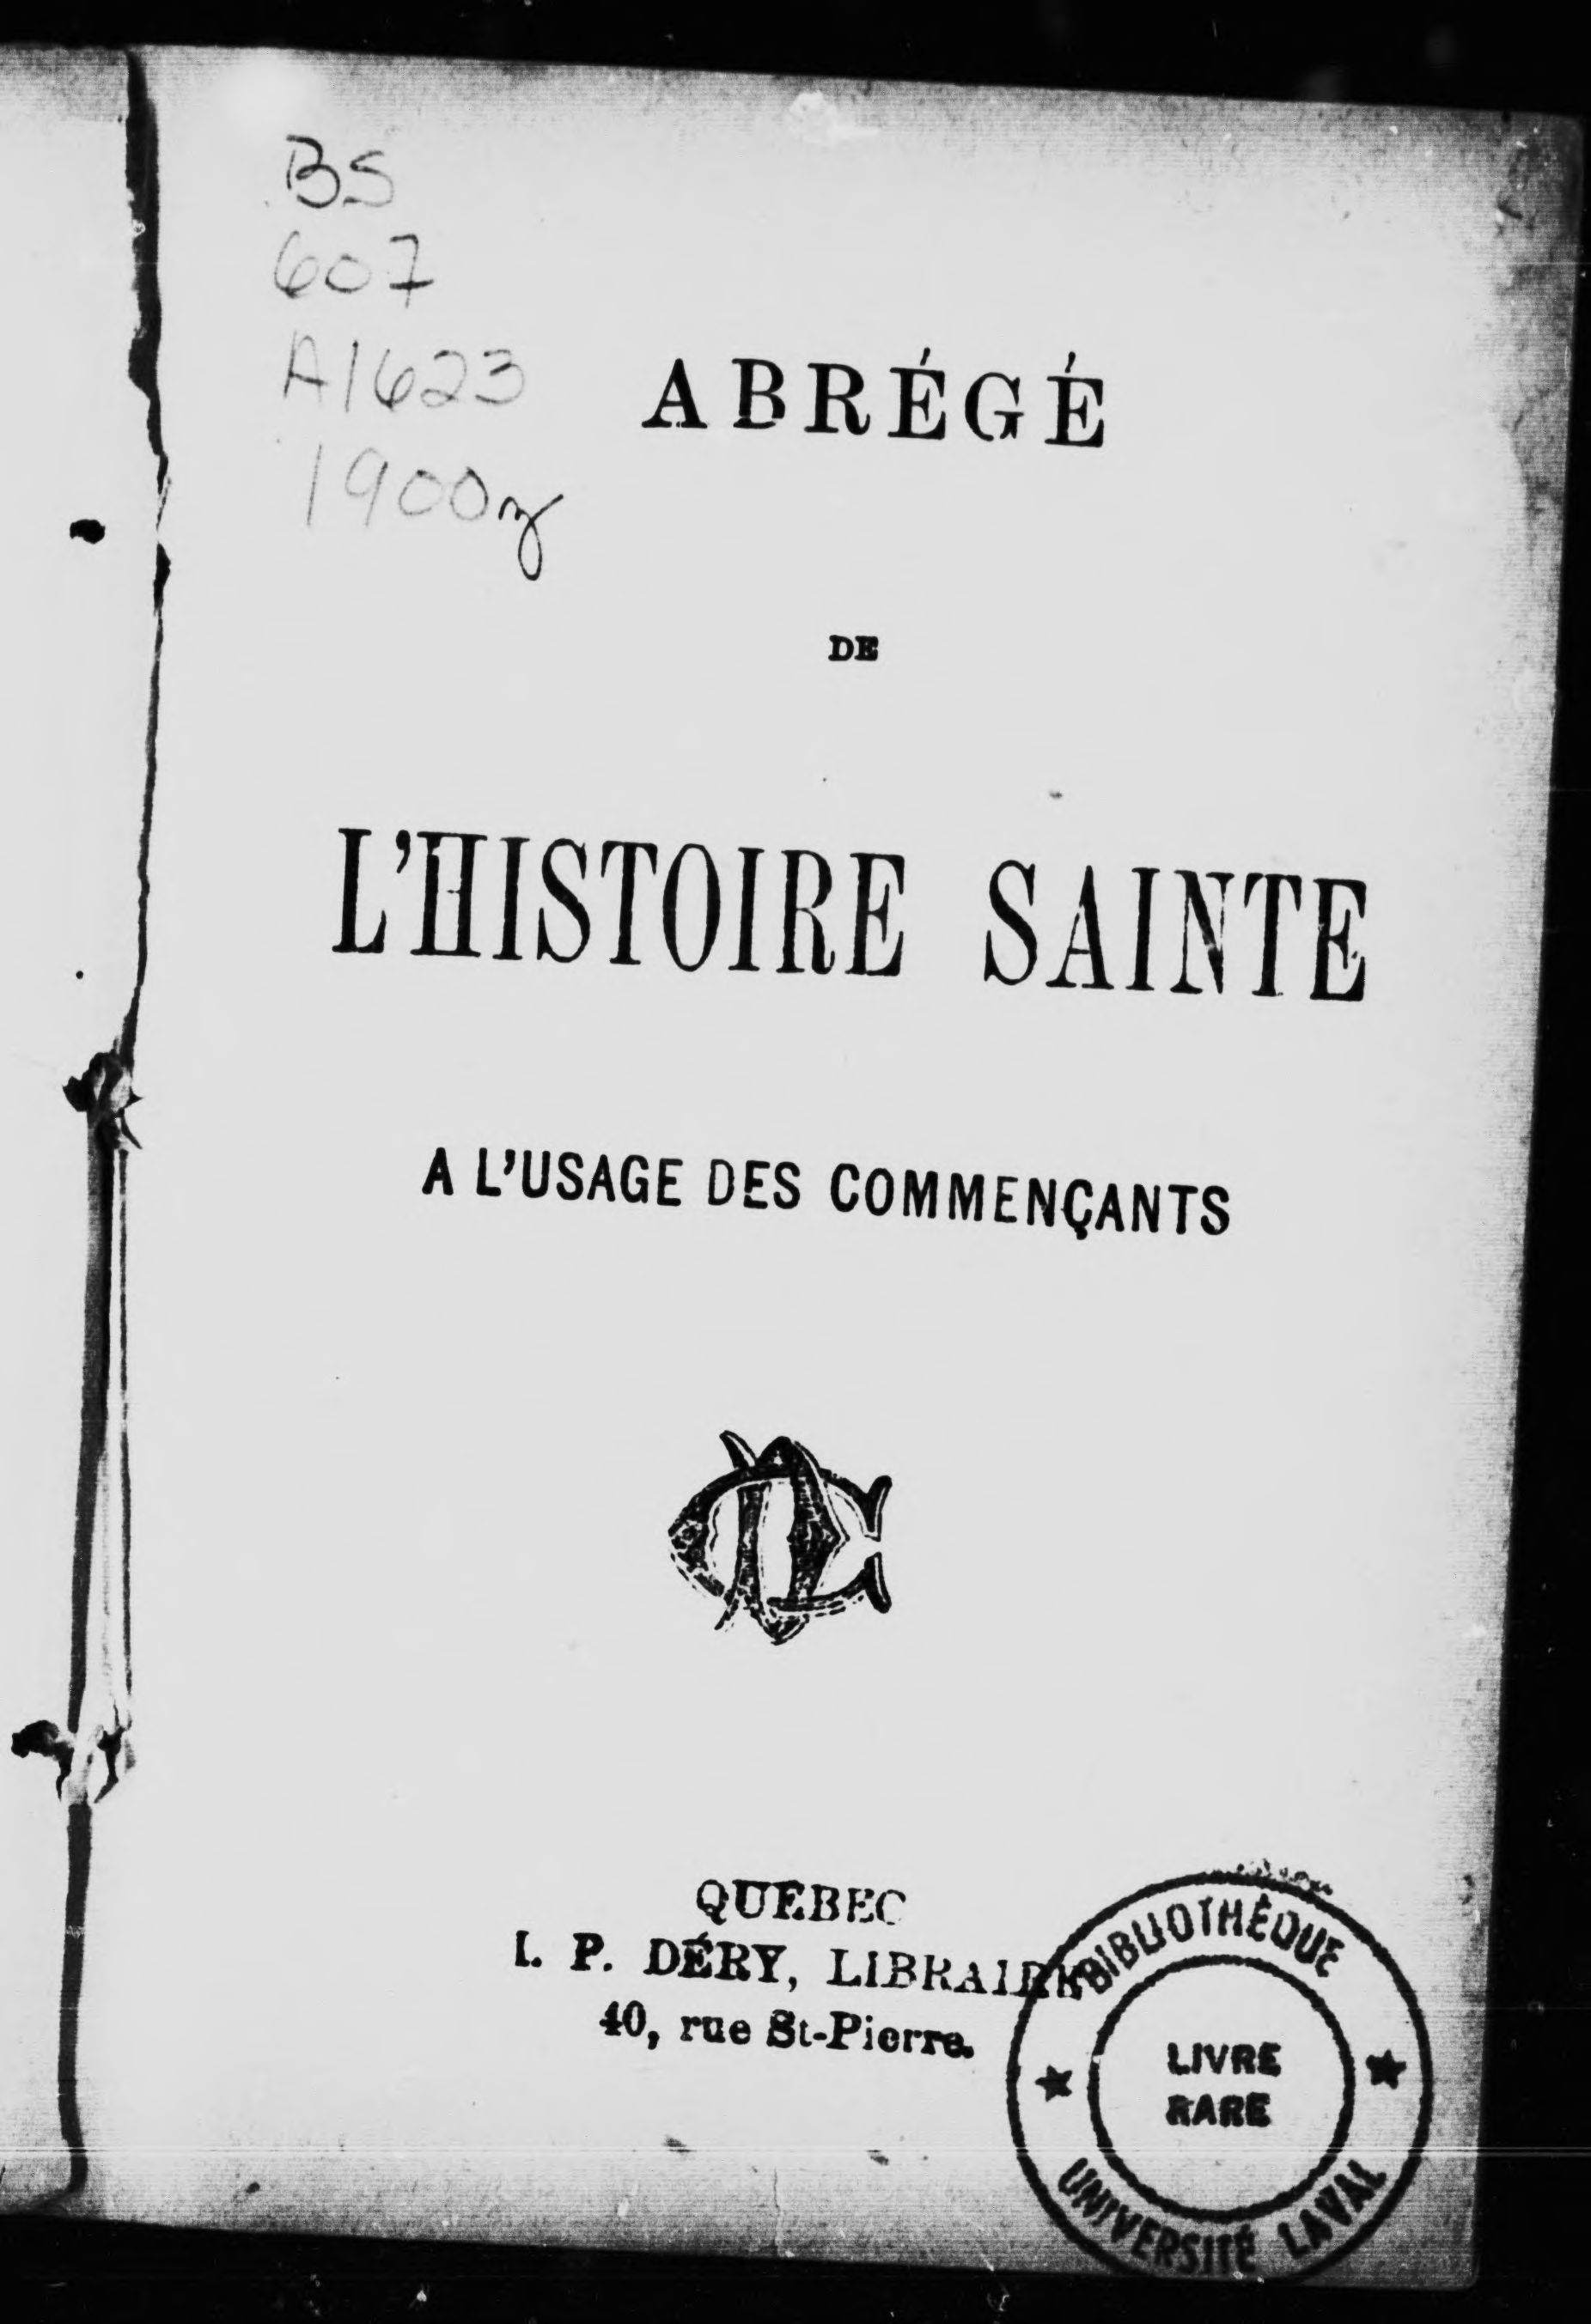 BS
607
A1623
1900z
ABRÉGÉ
DE
L'HISTOIRE SAINTE
A L'USAGE DES COMMENÇANTS
QUÉBEC
I. P. DÉRY, LIBRAIRE
40, rue St-Pierre.
BIBLIOTHÈQUE
LIVRE
RARE
UNIVERSITÉ LAVAL